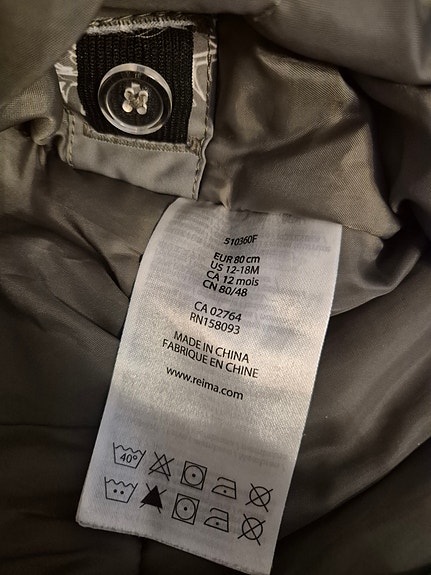 510360F
EUR 80 cm
US 12-18M
CA 12 mois
CN 80/48
CA 02764
RN158093
MADE IN CHINA
FABRIQUE EN CHINE
www.reima.com
40°